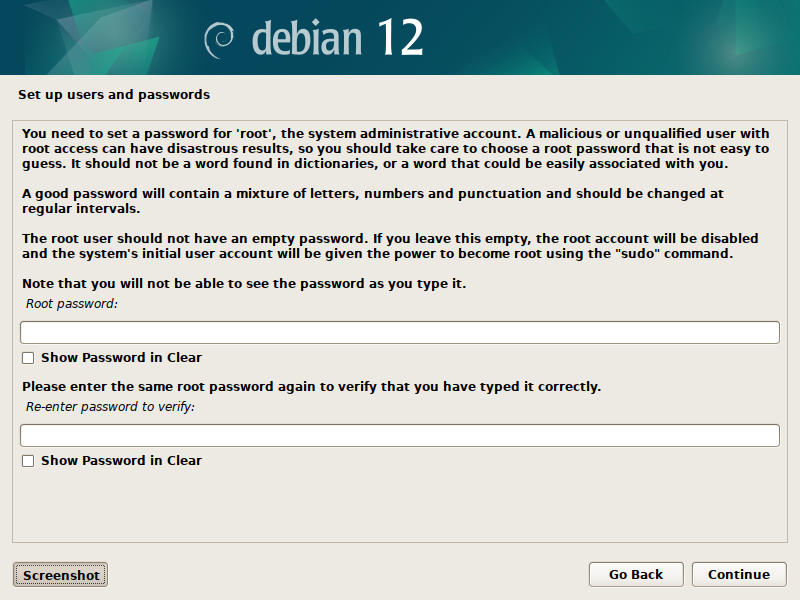 debian 12
Set up users and passwords
You need to set a password for 'root', the system administrative account. A malicious or unqualified user with
root access can have disastrous results, so you should take care to choose a root password that is not easy to
guess. It should not be a word found in dictionaries, or a word that could be easily associated with you.
A good password will contain a mixture of letters, numbers and punctuation and should be changed at
regular intervals.
The root user should not have an empty password. If you leave this empty, the root account will be disabled
and the system's initial user account will be given the power to become root using the "sudo" command.
Note that you will not be able to see the password as you type it.
Root password:
Show Password in Clear
Please enter the same root password again to verify that you have typed it correctly.
Re-enter password to verify:
Show Password in Clear
Screenshot
Go Back
Continue